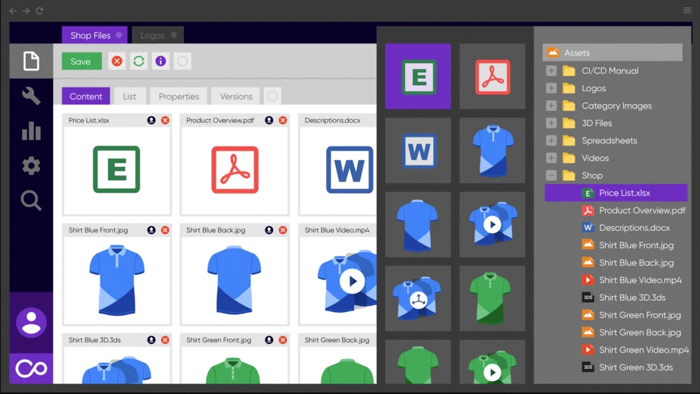 Shop Files
Logos
Save
Content
List
Properties
Versions
Price List.xlsx
Product Overview.pdf
Descriptions.docx
E
W
Shirt Blue Front.jpg
Shirt Blue Back.jpg
Shirt Blue Video.mp4
Shirt Blue 3D.3ds
Shirt Green Front.jpg
Shirt Green Back.jpg
E
W
Assets
CI/CD Manual
Logos
Category Images
3D Files
Spreadsheets
Videos
Shop
Price List.xlsx
Product Overview.pdf
Descriptions.docx
Shirt Blue Front.jpg
Shirt Blue Back.jpg
Shirt Blue Video.mp4
3DS Shirt Blue 3D.3ds
Shirt Green Front.jpg
Shirt Green Back.jpg
Shirt Green Video.mp4
3DS Shirt Green 3D.3ds